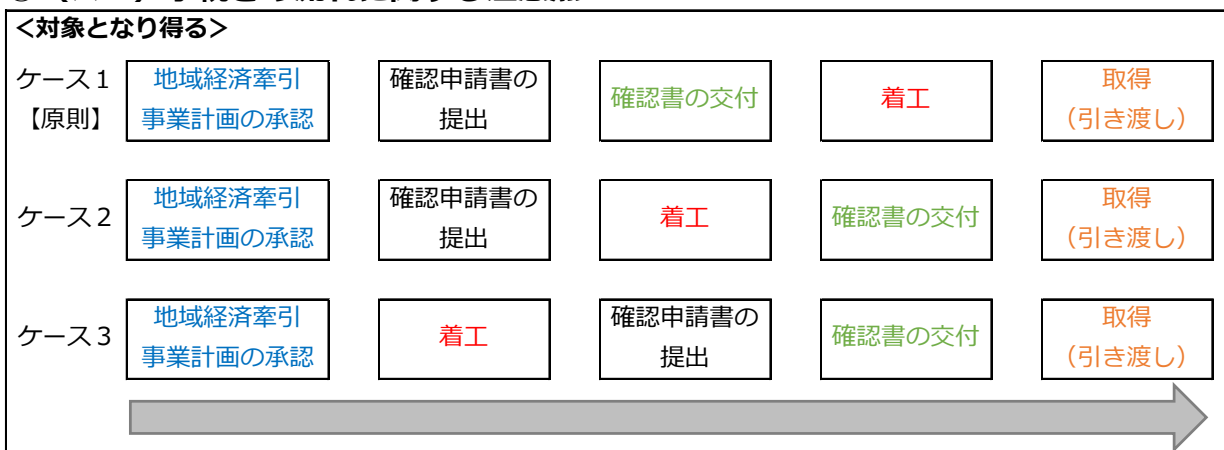 ＜対象となり得る＞
ケース１
【原則】
地域経済牽引
事業計画の承認
確認申請書の
提出
確認書の交付
着工
取得
（引き渡し）
ケース２
地域経済牽引
事業計画の承認
確認申請書の
提出
着工
確認書の交付
取得
（引き渡し）
ケース３
地域経済牽引
事業計画の承認
着工
確認申請書の
提出
確認書の交付
取得
（引き渡し）